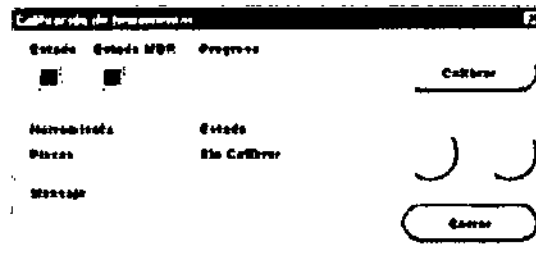 Calibración de herramientas
Estado Estado MDR Progreso
Calibrar
Herramienta Estado
Pinzas Sin Calibrar
Mensaje
Cerrar